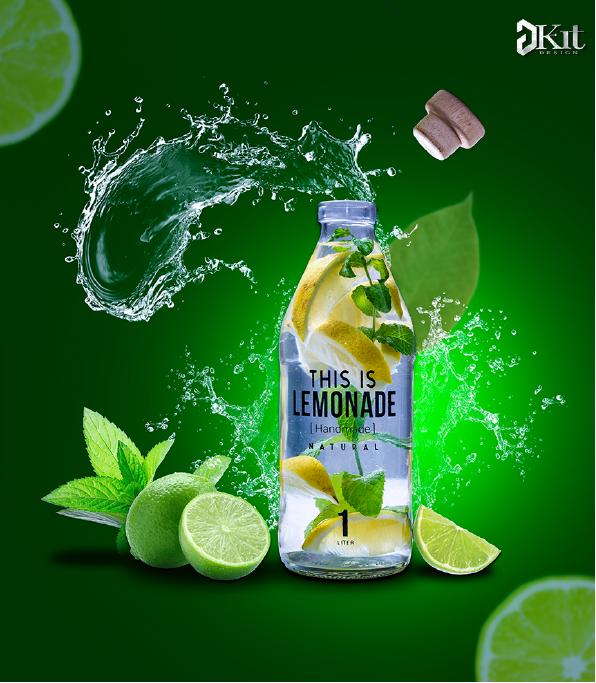 Kit
DESIGN
THIS IS
LEMONADE
[Handmade]
NATURAL
1
LITER